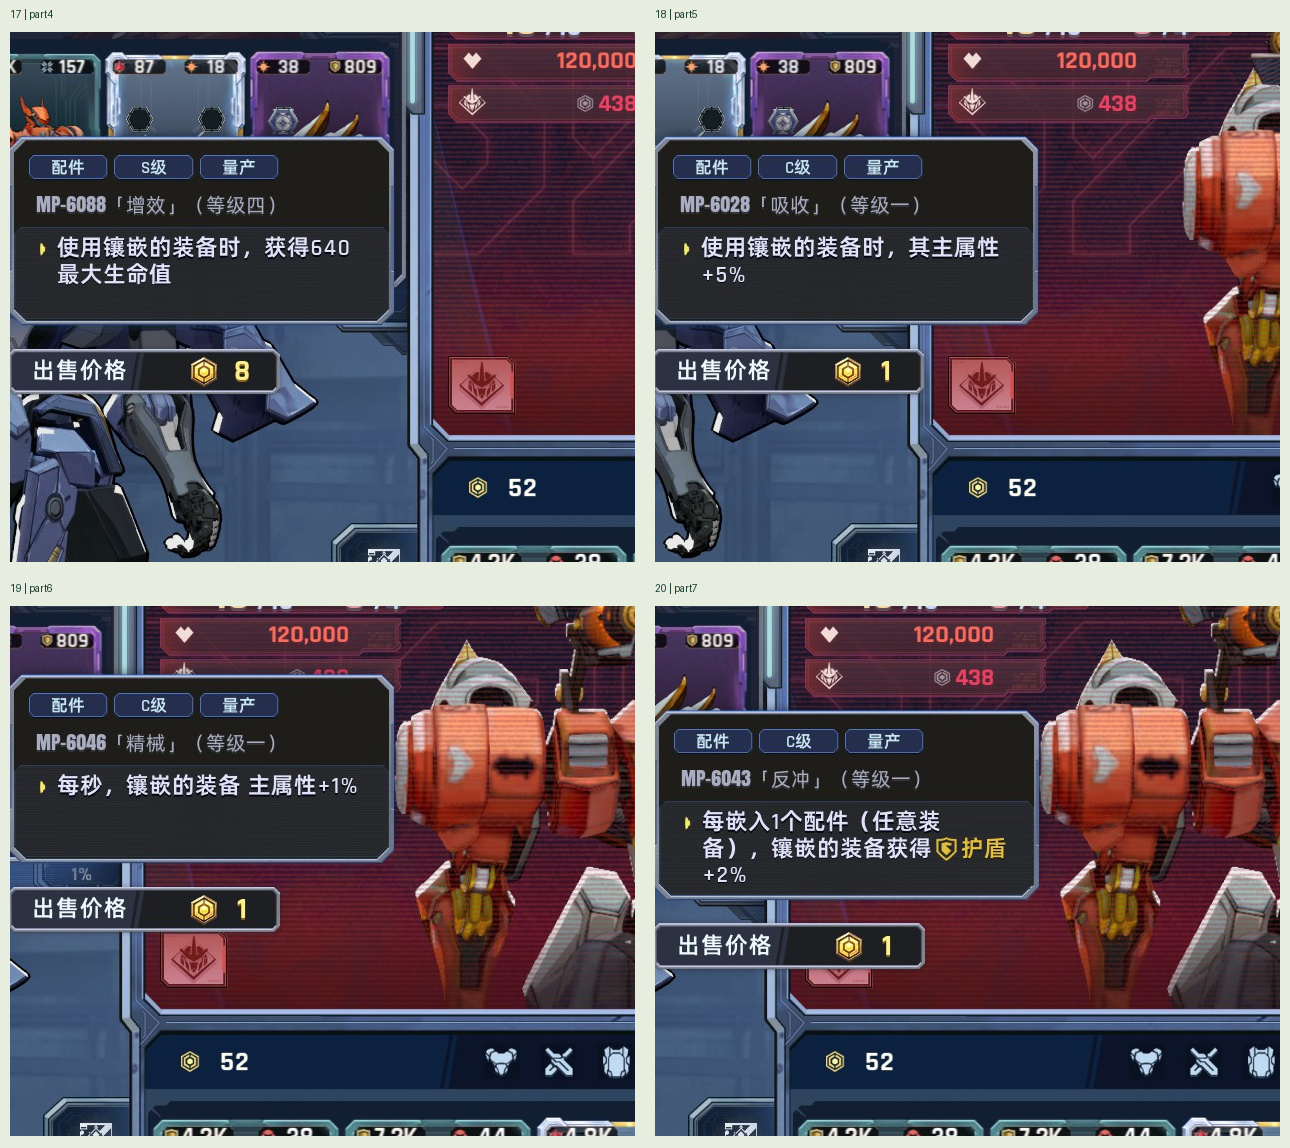 17 | part4
157
87
18
38
809
120,000
438
配件
S级
量产
MP-6088「增效」（等级四）
使用镶嵌的装备时，获得640
最大生命值
出售价格
8
52
18 | part5
18
38
809
120,000
438
配件
C级
量产
MP-6028「吸收」（等级一）
使用镶嵌的装备时，其主属性
+5%
出售价格
1
52
19 | part6
809
120,000
配件
C级
量产
MP-6046「精械」（等级一）
每秒，镶嵌的装备 主属性+1%
1%
出售价格
1
52
20 | part7
809
120,000
438
配件
C级
量产
MP-6043「反冲」（等级一）
每嵌入1个配件（任意装
备），镶嵌的装备获得护盾
+2%
出售价格
1
52